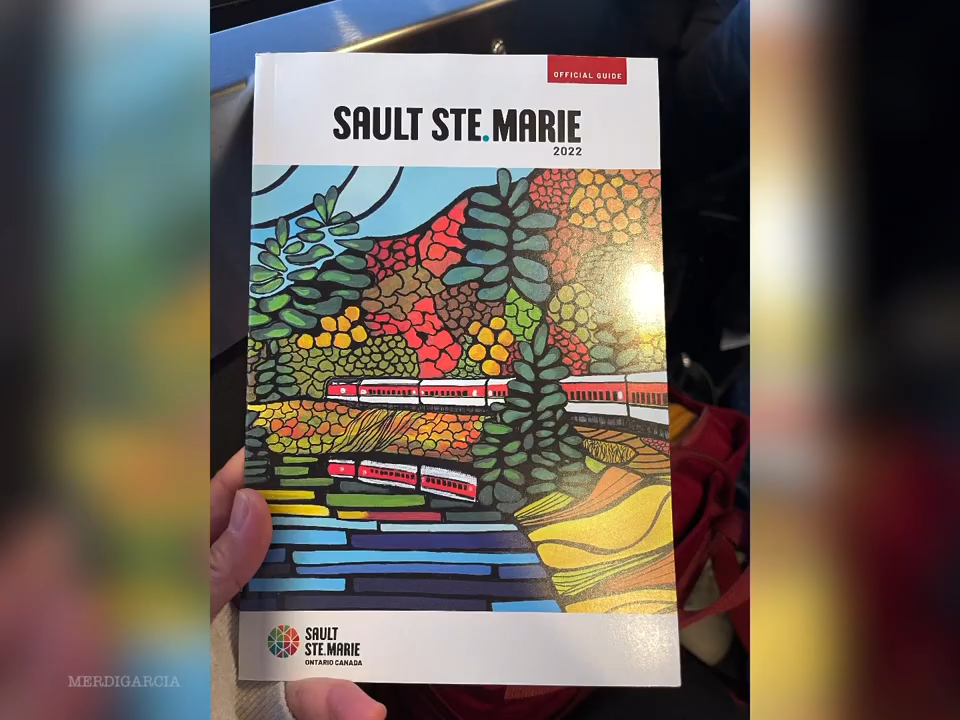 OFFICIAL GUIDE
SAULT STE.MARIE
2022
SAULT
STE.MARIE
ONTARIO CANADA
MERDIGARCIA